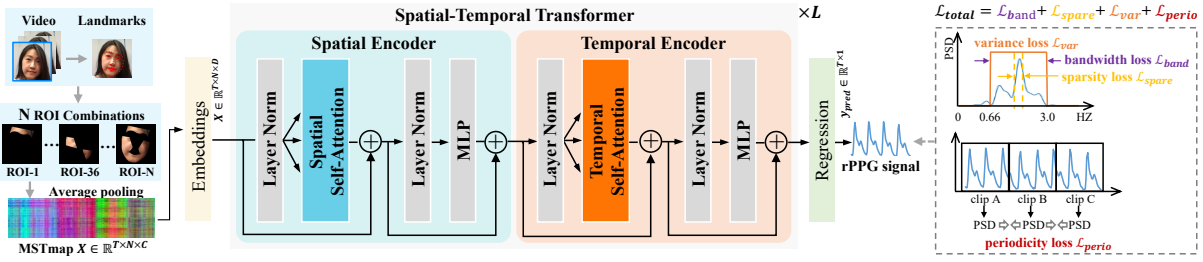 Video Landmarks
N ROI Combinations
ROI-1 ROI-36 ROI-N
Average pooling
MSTmap X ∈ ℝ^{T×N×C}
Embeddings
X ∈ ℝ^{T×N×D}
Spatial-Temporal Transformer
×L
Spatial Encoder
Layer Norm
Spatial
Self-Attention
Layer Norm
MLP
Temporal Encoder
Layer Norm
Temporal
Self-Attention
Layer Norm
MLP
Regression
y_{pred} ∈ ℝ^{T×1}
rPPG signal
ℒ_{total} = ℒ_{band} + ℒ_{spare} + ℒ_{var} + ℒ_{perio}
PSD
variance loss ℒ_{var}
bandwidth loss ℒ_{band}
sparsity loss ℒ_{spare}
0.66 3.0 HZ
clip A clip B clip C
PSD PSD PSD
periodicity loss ℒ_{perio}